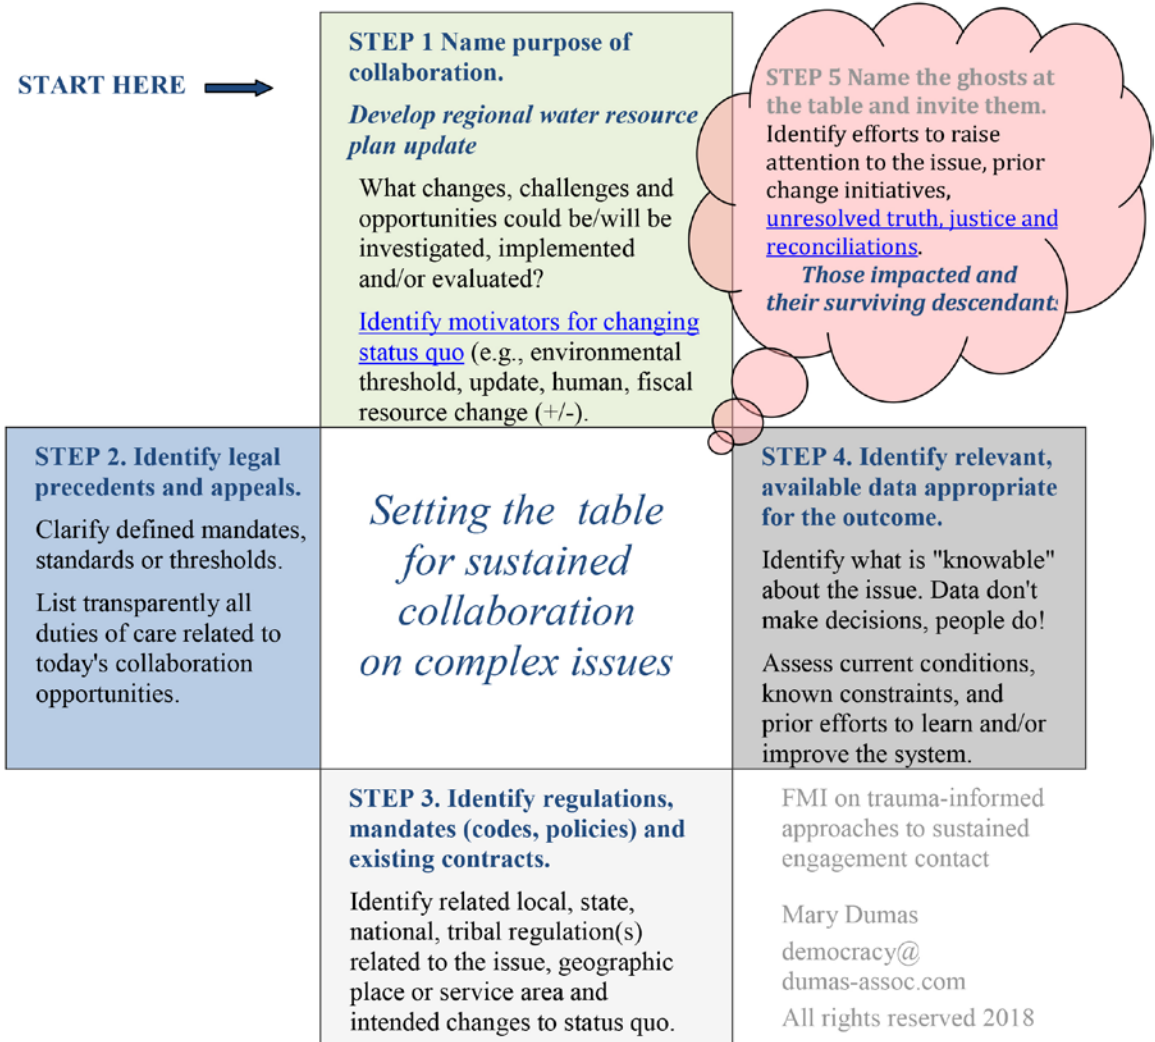 START HERE
STEP 1 Name purpose of
collaboration.
Develop regional water resource
plan update
What changes, challenges and
opportunities could be/will be
investigated, implemented
and/or evaluated?
Identify motivators for changing
status quo (e.g., environmental
threshold, update, human, fiscal
resource change (+/-).
STEP 2. Identify legal
precedents and appeals.
Clarify defined mandates,
standards or thresholds.
List transparently all
duties of care related to
today's collaboration
opportunities.
Setting the table
for sustained
collaboration
on complex issues
STEP 3. Identify regulations,
mandates (codes, policies) and
existing contracts.
Identify related local, state,
national, tribal regulation(s)
related to the issue, geographic
place or service area and
intended changes to status quo.
STEP 4. Identify relevant,
available data appropriate
for the outcome.
Identify what is "knowable"
about the issue. Data don't
make decisions, people do!
Assess current conditions,
known constraints, and
prior efforts to learn and/or
improve the system.
STEP 5 Name the ghosts at
the table and invite them.
Identify efforts to raise
attention to the issue, prior
change initiatives,
unresolved truth, justice and
reconciliations.
Those impacted and
their surviving descendants
FMI on trauma-informed
approaches to sustained
engagement contact
Mary Dumas
democracy@
dumas-assoc.com
All rights reserved 2018